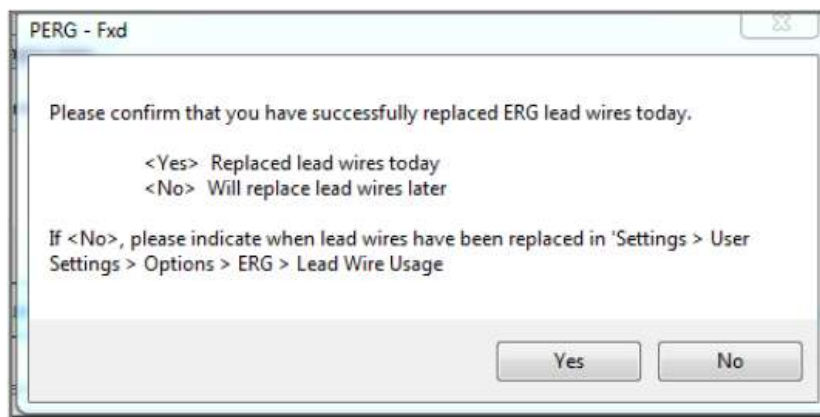 PERG - Fxd
Please confirm that you have successfully replaced ERG lead wires today.
<Yes> Replaced lead wires today
<No> Will replace lead wires later
If <No>, please indicate when lead wires have been replaced in 'Settings > User
Settings > Options > ERG > Lead Wire Usage
Yes
No